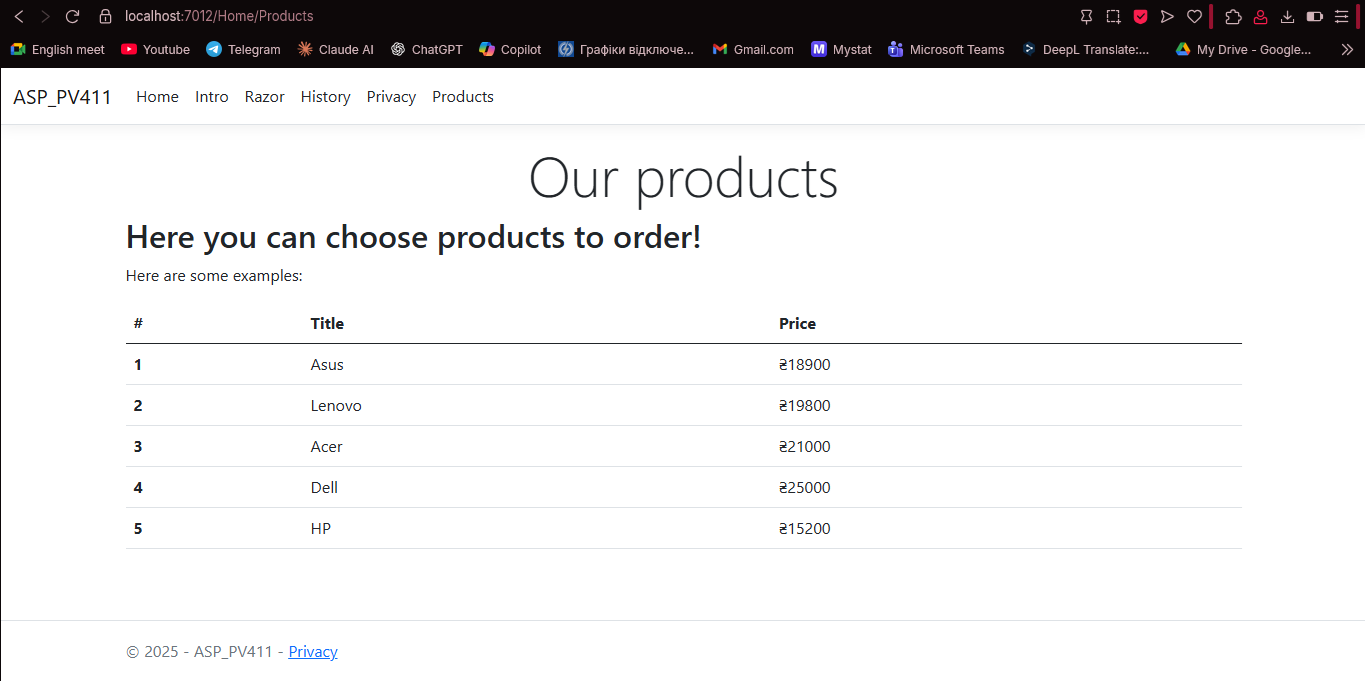 localhost:7012/Home/Products
English meet Youtube Telegram Claude AI ChatGPT Copilot Графіки відключе... Gmail.com Mystat Microsoft Teams DeepL Translate:... My Drive - Google...
ASP_PV411 Home Intro Razor History Privacy Products
Our products
Here you can choose products to order!
Here are some examples:
# Title Price
1 Asus ₴18900
2 Lenovo ₴19800
3 Acer ₴21000
4 Dell ₴25000
5 HP ₴15200
© 2025 - ASP_PV411 - Privacy